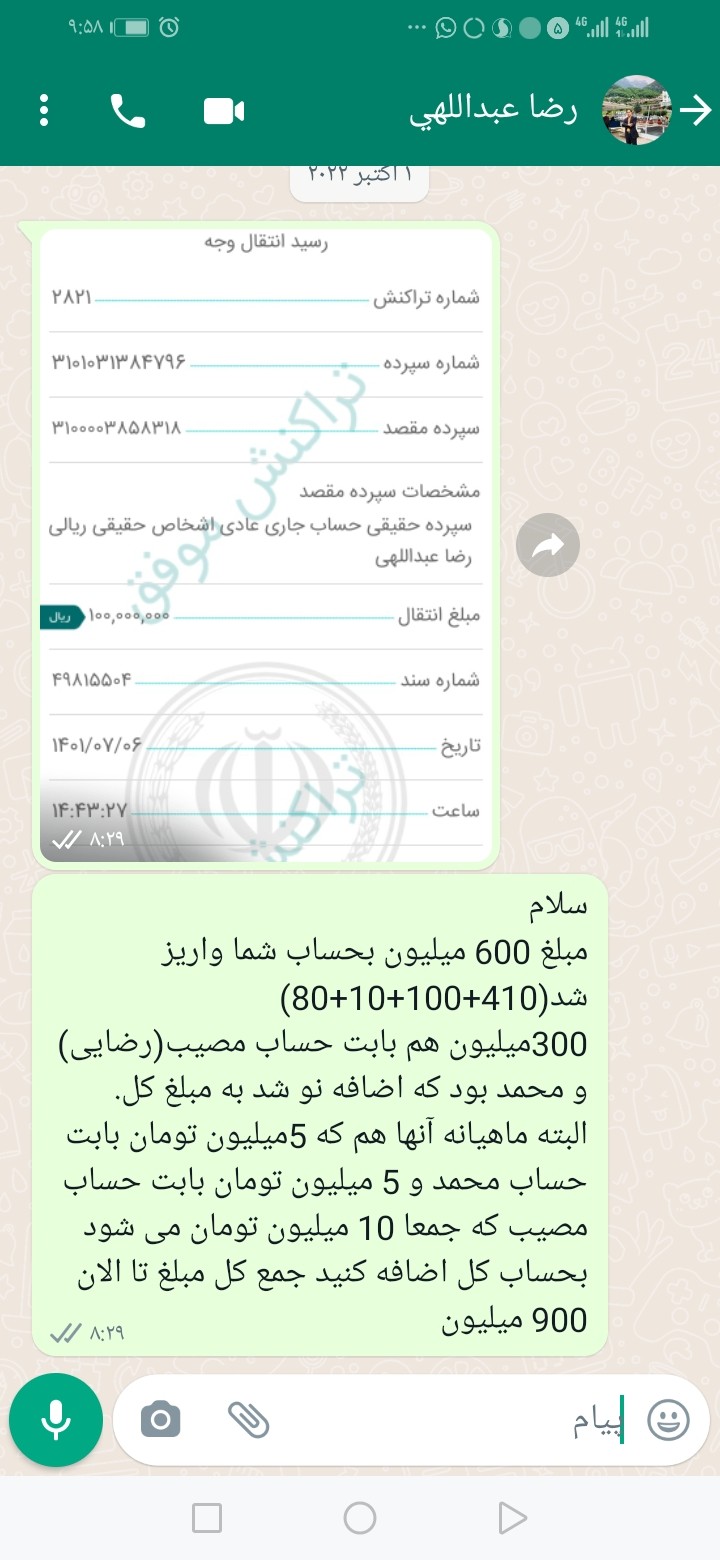 ۹:۵۸
4G 4G
رضا عبداللهي
۱ اکتبر ۲۰۲۲
رسید انتقال وجه
شماره تراکنش ۲۸۲۱
شماره سپرده ۳۱۰۱۰۳۱۳۸۴۷۹۶
سپرده مقصد ۳۱۰۰۰۰۳۸۵۸۳۱۸
مشخصات سپرده مقصد
سپرده حقیقی حساب جاری عادی اشخاص حقیقی ریالی
رضا عبداللهی
مبلغ انتقال ۱۰۰,۰۰۰,۰۰۰ ریال
شماره سند ۴۹۸۱۵۵۰۴
تاریخ ۱۴۰۱/۰۷/۰۶
ساعت ۱۴:۴۳:۲۷
تراکنش موفق
تراکنش
۸:۲۹
سلام
مبلغ 600 میلیون بحساب شما واریز
شد(410+100+10+80)
300میلیون هم بابت حساب مصیب(رضایی)
و محمد بود که اضافه نو شد به مبلغ کل.
البته ماهیانه آنها هم که 5میلیون تومان بابت
حساب محمد و 5 میلیون تومان بابت حساب
مصیب که جمعا 10 میلیون تومان می شود
بحساب کل اضافه کنید جمع کل مبلغ تا الان
900 میلیون
۸:۲۹
پیام